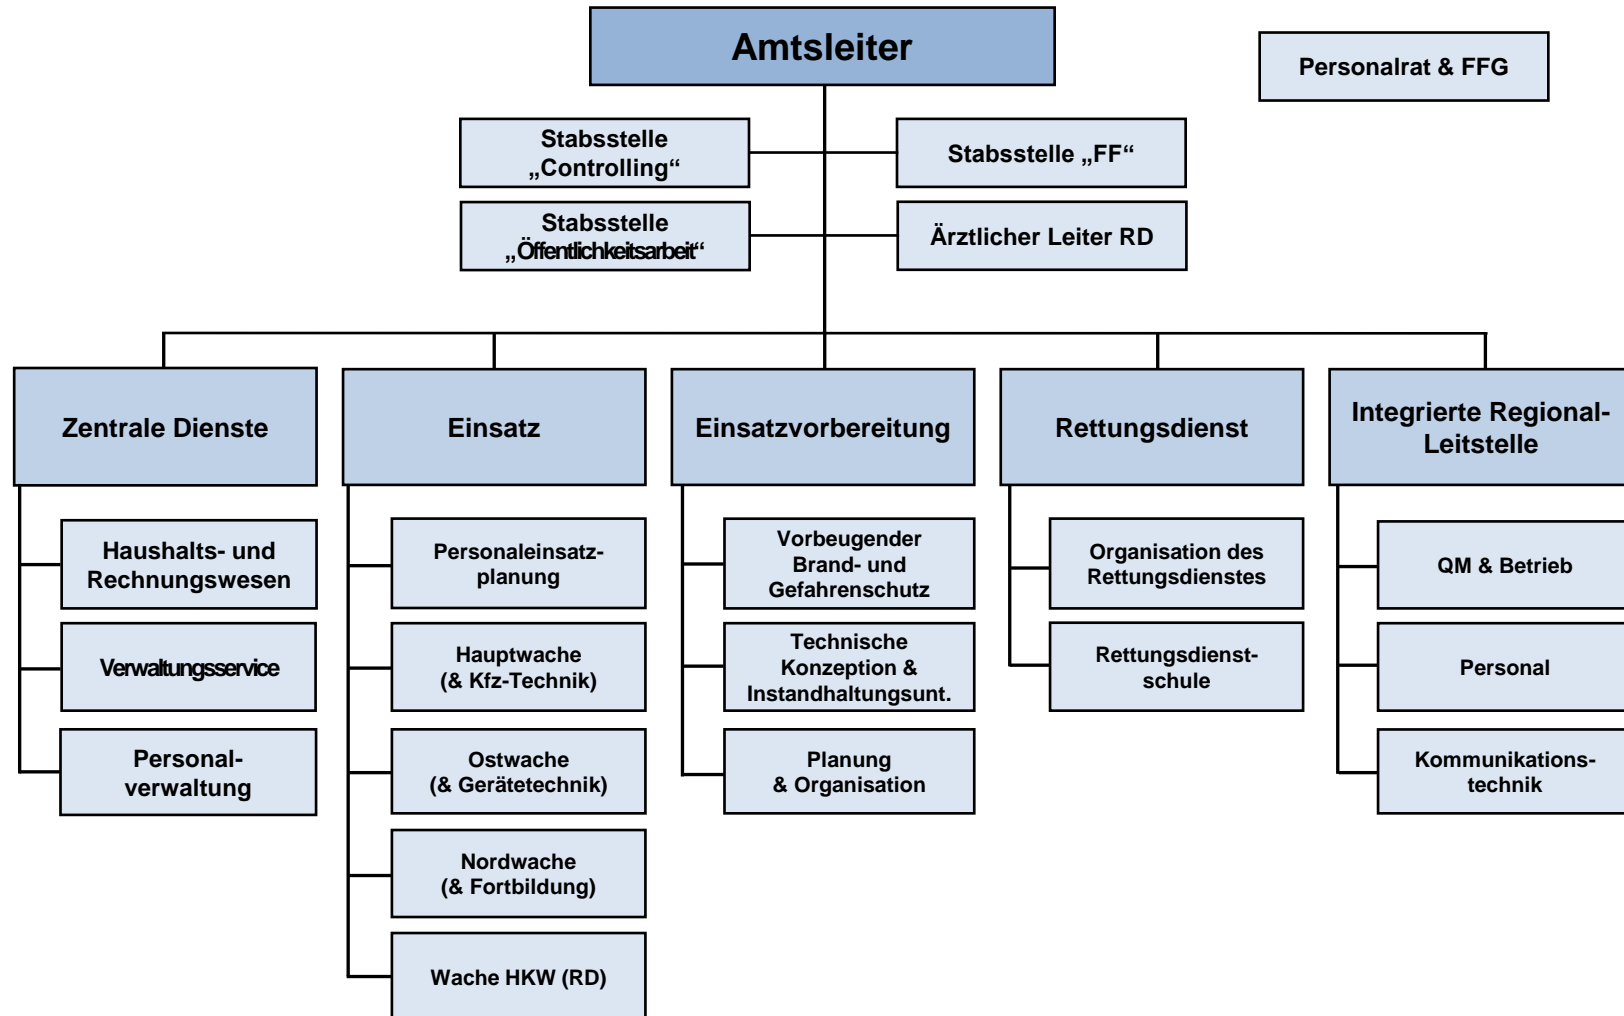 Amtsleiter
Personalrat & FFG
Stabsstelle
„Controlling“
Stabsstelle „FF“
Stabsstelle
„Öffentlichkeitsarbeit“
Ärztlicher Leiter RD
Zentrale Dienste
Einsatz
Einsatzvorbereitung
Rettungsdienst
Integrierte Regional-
Leitstelle
Haushalts- und
Rechnungswesen
Verwaltungsservice
Personal-
verwaltung
Personaleinsatz-
planung
Hauptwache
(& Kfz-Technik)
Ostwache
(& Gerätetechnik)
Nordwache
(& Fortbildung)
Wache HKW (RD)
Vorbeugender
Brand- und
Gefahrenschutz
Technische
Konzeption &
Instandhaltungsunt.
Planung
& Organisation
Organisation des
Rettungsdienstes
Rettungsdienst-
schule
QM & Betrieb
Personal
Kommunikations-
technik